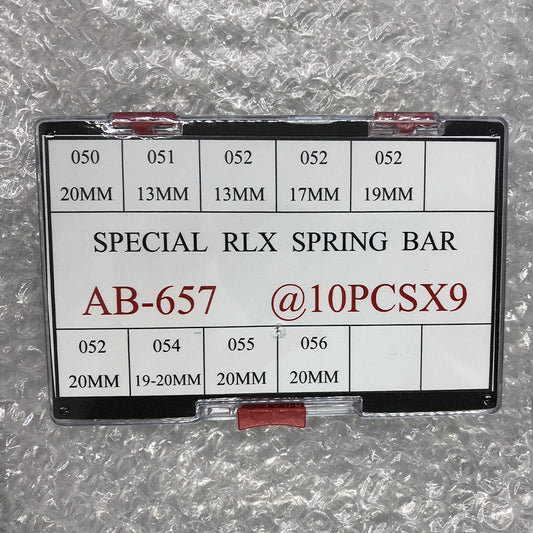 050 051 052 052 052
20MM 13MM 13MM 17MM 19MM
SPECIAL RLX SPRING BAR
AB-657 @10PCSX9
052 054 055 056
20MM 19-20MM 20MM 20MM